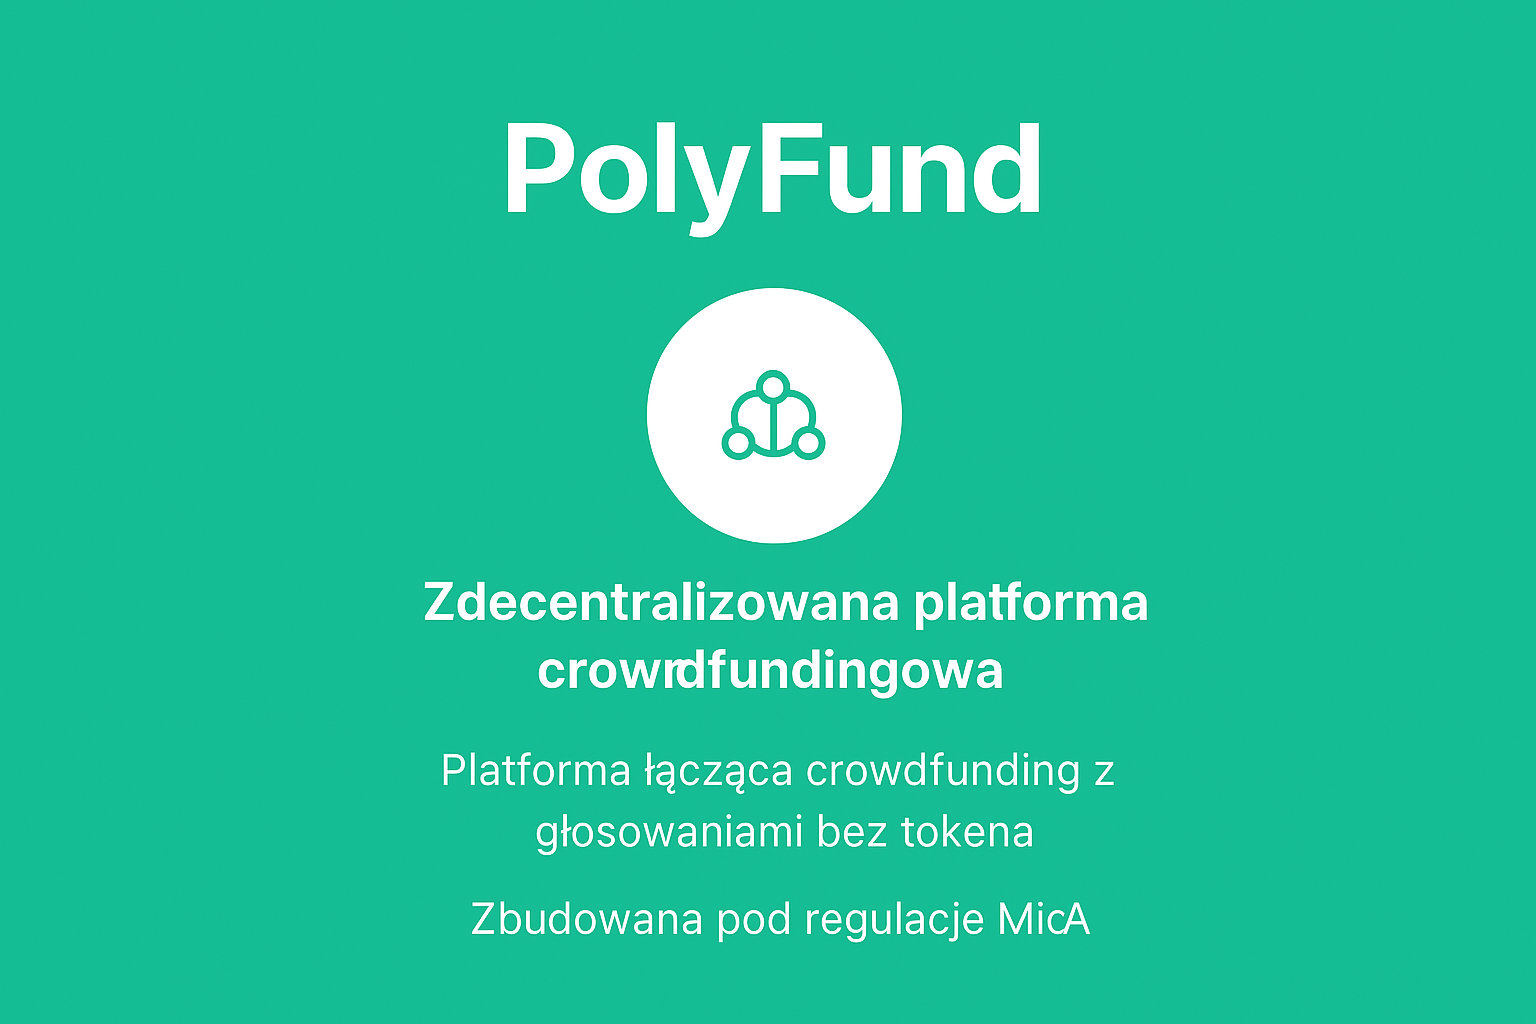 PolyFund
Zdecentralizowana platforma
crowrdfundingowa
Platforma łącząca crowdfunding z
głosowaniami bez tokena
Zbudowana pod regulacje MicA